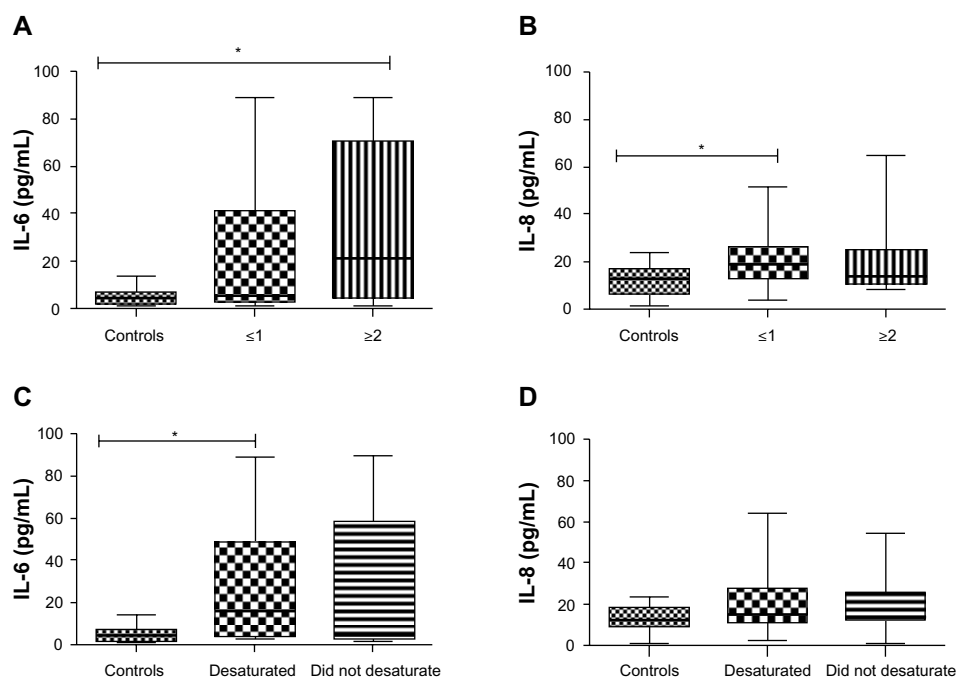 A
*
100
80
60
40
20
0
IL-6 (pg/mL)
Controls
≤1
≥2
B
*
100
80
60
40
20
0
IL-8 (pg/mL)
Controls
≤1
≥2
C
*
100
80
60
40
20
0
IL-6 (pg/mL)
Controls
Desaturated
Did not desaturate
D
100
80
60
40
20
0
IL-8 (pg/mL)
Controls
Desaturated
Did not desaturate